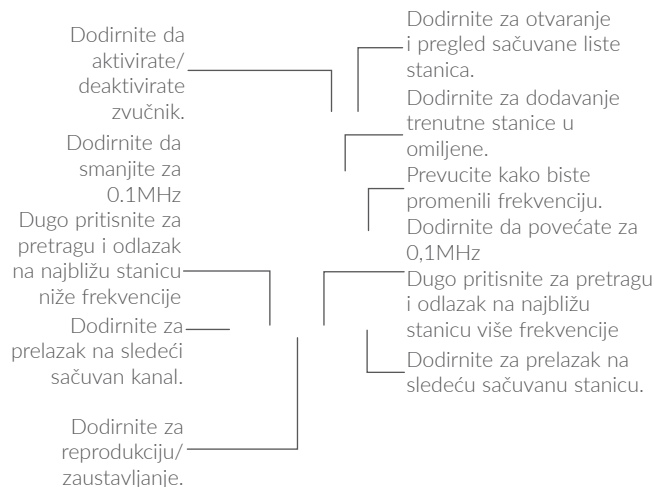 Dodirnite da
aktivirate/
deaktivirate
zvučnik.
Dodirnite da
smanjite za
0.1MHz
Dugo pritisnite za
pretragu i odlazak
na najbližu stanicu
niže frekvencije
Dodirnite za
prelazak na sledeći
sačuvan kanal.
Dodirnite za
reprodukciju/
zaustavljanje.
Dodirnite za otvaranje
i pregled sačuvane liste
stanica.
Dodirnite za dodavanje
trenutne stanice u
omiljene.
Prevucite kako biste
promenili frekvenciju.
Dodirnite da povećate za
0,1MHz
Dugo pritisnite za pretragu
i odlazak na najbližu
stanicu više frekvencije
Dodirnite za prelazak na
sledeću sačuvanu stanicu.